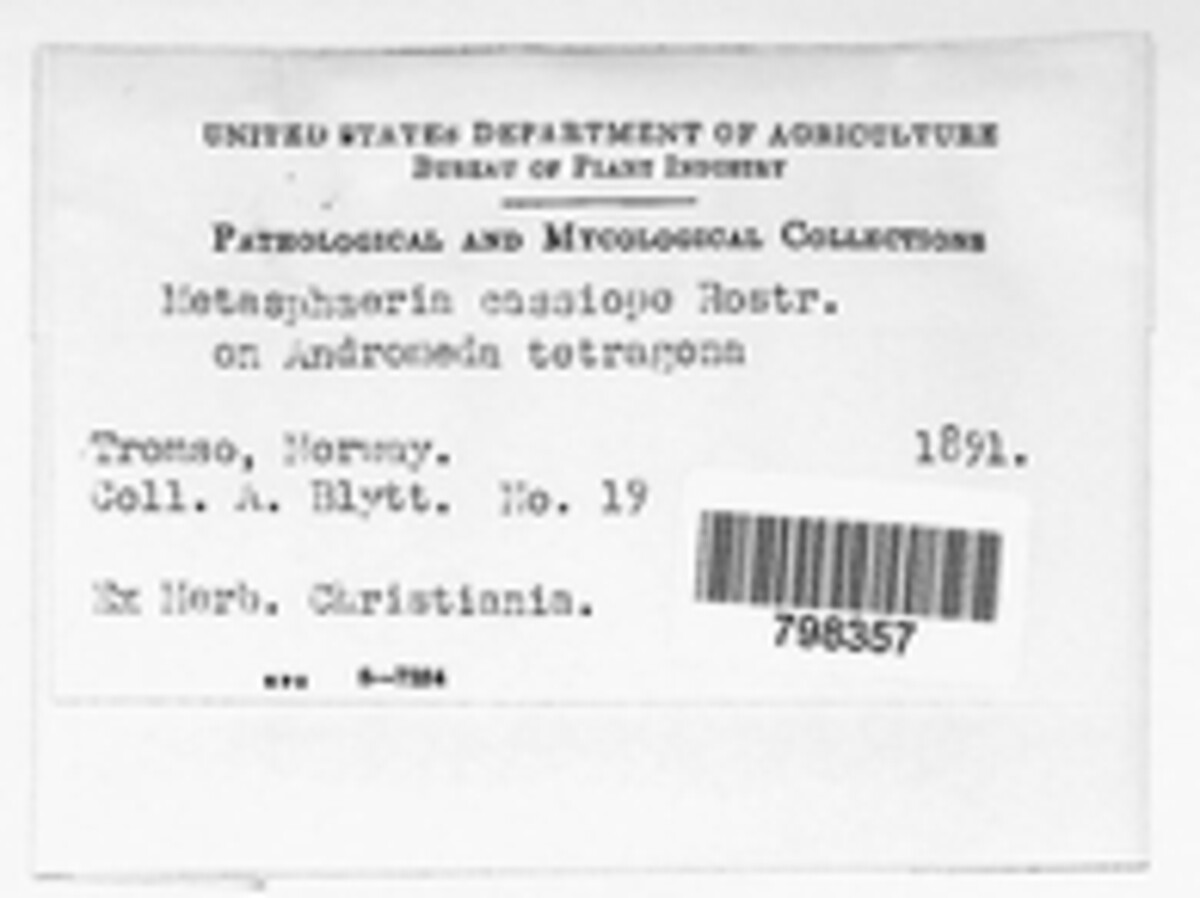 UNITED STATES DEPARTMENT OF AGRICULTURE
BUREAU OF PLANT INDUSTRY
PATHOLOGICAL AND MYCOLOGICAL COLLECTIONS
Metasphaeria cassiope Rostr.
on Andromeda tetragona
Tromso, Norway. 1891.
Coll. A. Blytt. No. 19
Ex Herb. Christiania.
798357